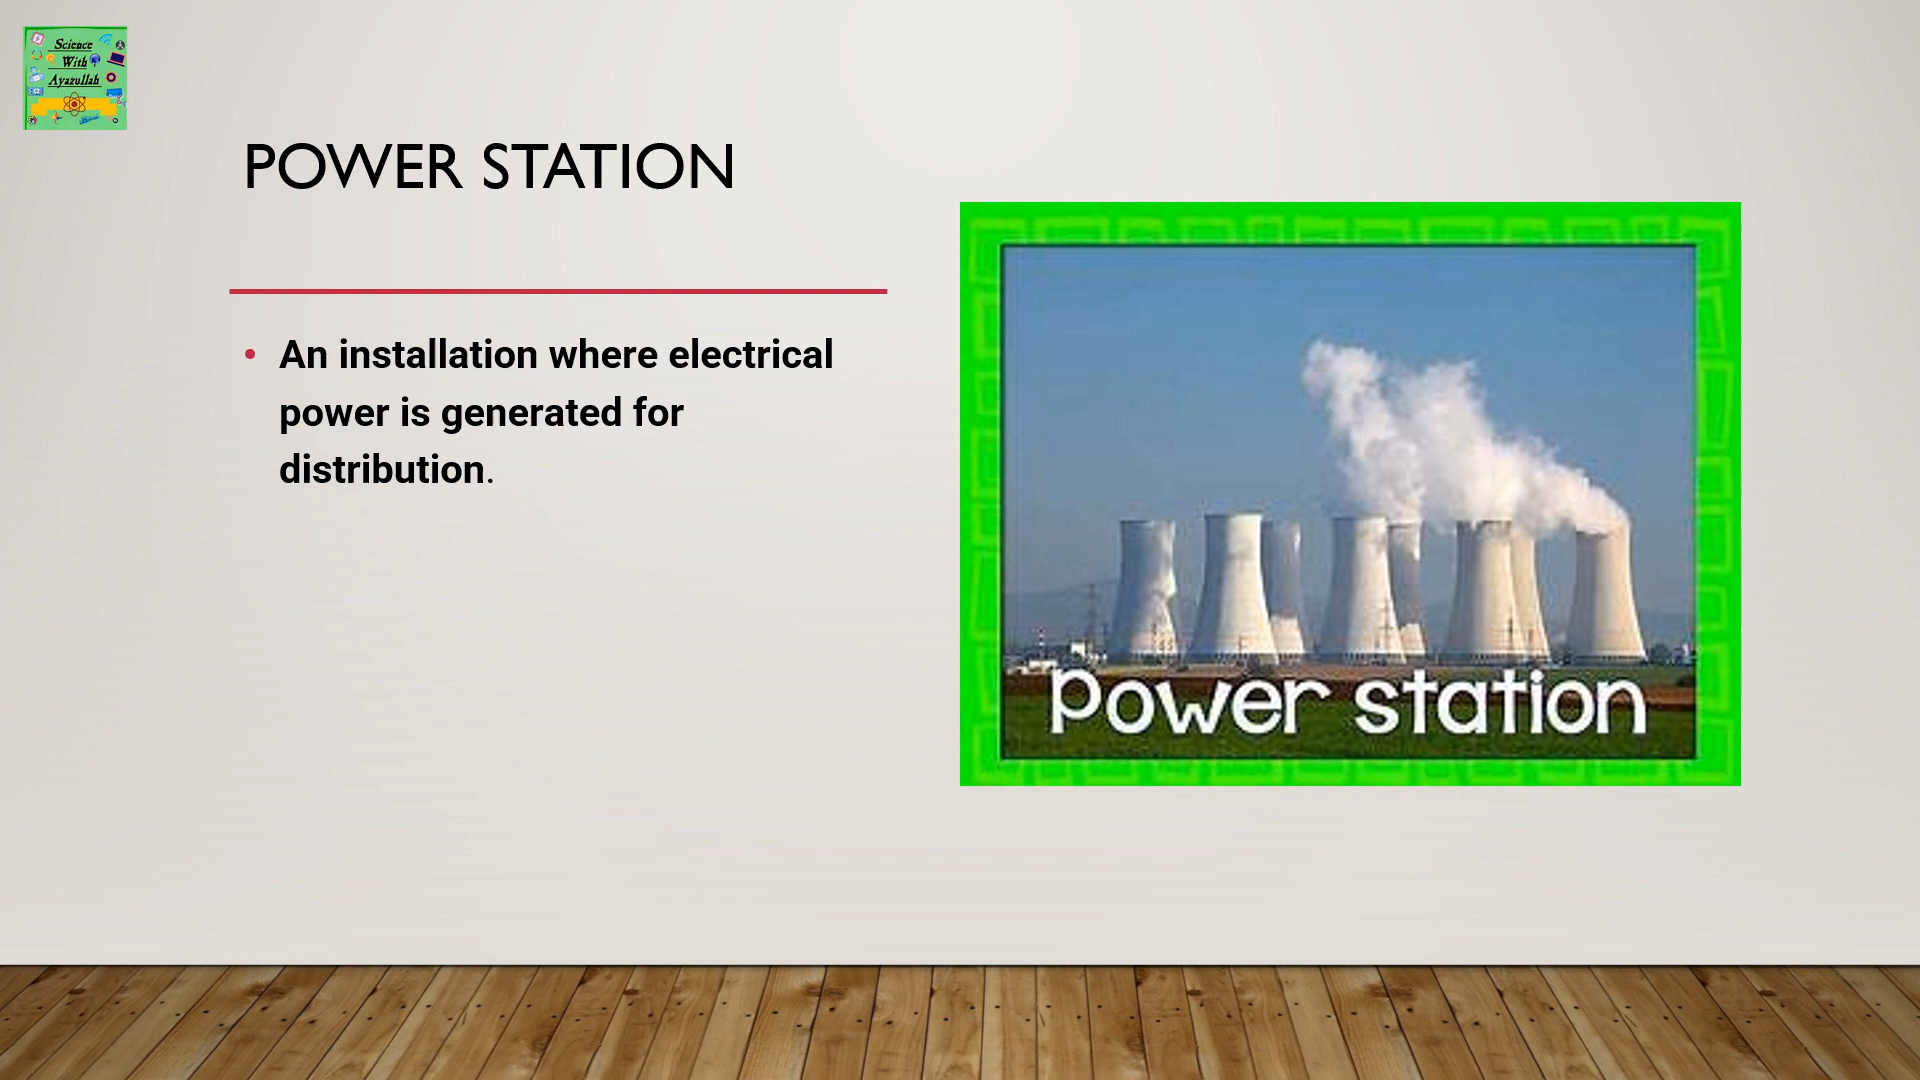 Science
With
Ayazullah
POWER STATION
• An installation where electrical
power is generated for
distribution.
Power station